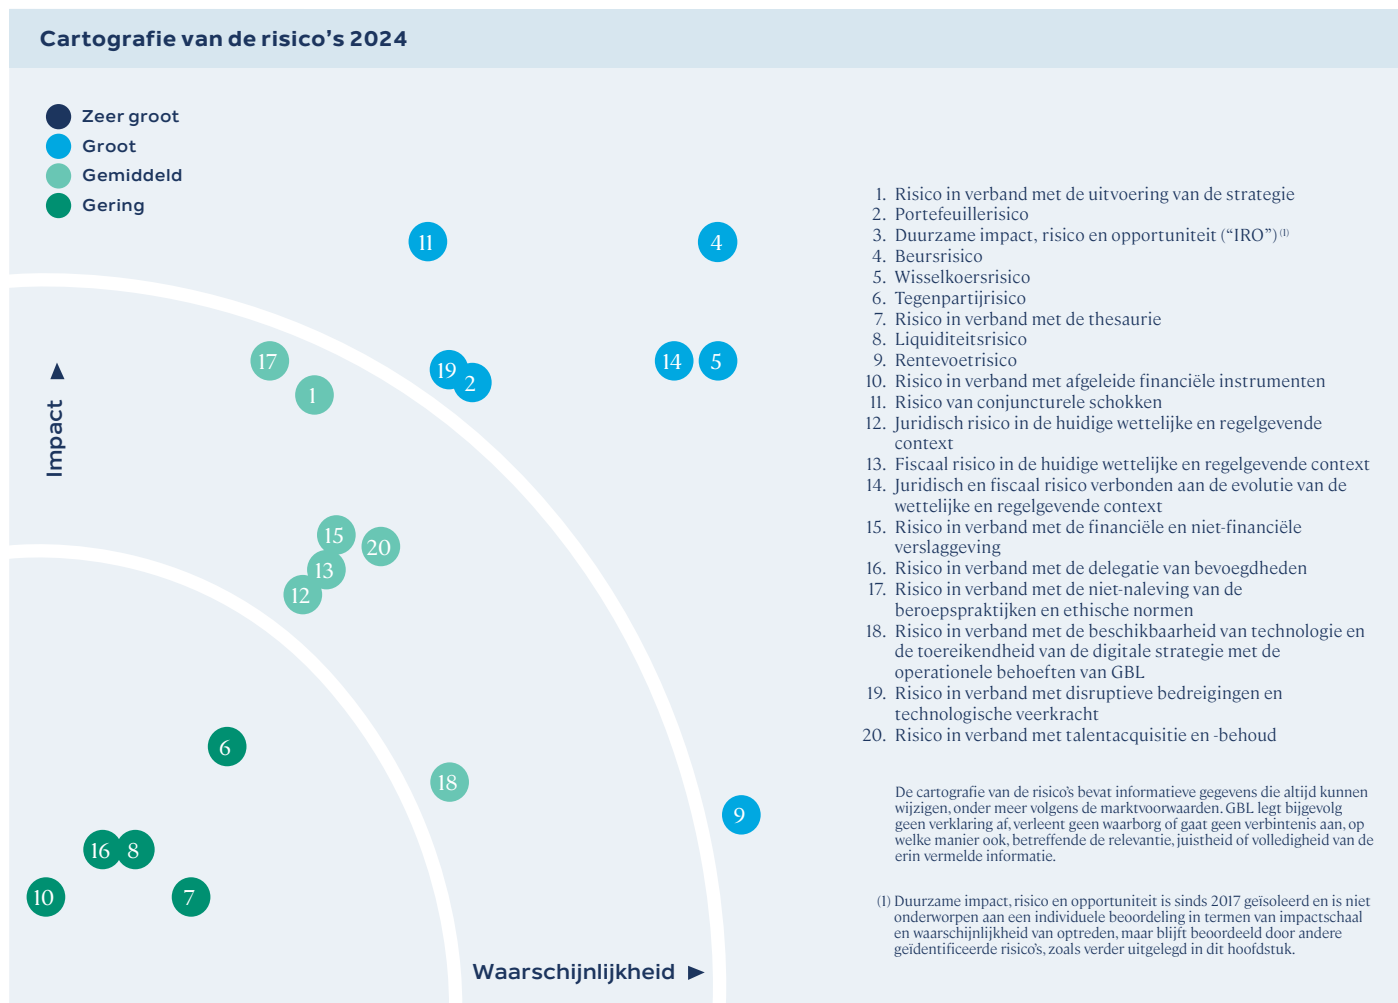 Cartografie van de risico’s 2024
Zeer groot
Groot
Gemiddeld
Gering
11
4
17
1
19
2
14
5
Impact
15
20
13
12
6
18
9
16
8
10
7
Waarschijnlijkheid
1. Risico in verband met de uitvoering van de strategie
2. Portefeuillerisico
3. Duurzame impact, risico en opportuniteit (“IRO”) (1)
4. Beursrisico
5. Wisselkoersrisico
6. Tegenpartijrisico
7. Risico in verband met de thesaurie
8. Liquiditeitsrisico
9. Rentevoetrisico
10. Risico in verband met afgeleide financiële instrumenten
11. Risico van conjuncturele schokken
12. Juridisch risico in de huidige wettelijke en regelgevende
context
13. Fiscaal risico in de huidige wettelijke en regelgevende context
14. Juridisch en fiscaal risico verbonden aan de evolutie van de
wettelijke en regelgevende context
15. Risico in verband met de financiële en niet-financiële
verslaggeving
16. Risico in verband met de delegatie van bevoegdheden
17. Risico in verband met de niet-naleving van de
beroepspraktijken en ethische normen
18. Risico in verband met de beschikbaarheid van technologie en
de toereikendheid van de digitale strategie met de
operationele behoeften van GBL
19. Risico in verband met disruptieve bedreigingen en
technologische veerkracht
20. Risico in verband met talentacquisitie en -behoud
De cartografie van de risico’s bevat informatieve gegevens die altijd kunnen
wijzigen, onder meer volgens de marktvoorwaarden. GBL legt bijgevolg
geen verklaring af, verleent geen waarborg of gaat geen verbintenis aan, op
welke manier ook, betreffende de relevantie, juistheid of volledigheid van de
erin vermelde informatie.
(1) Duurzame impact, risico en opportuniteit is sinds 2017 geïsoleerd en is niet
onderworpen aan een individuele beoordeling in termen van impactschaal
en waarschijnlijkheid van optreden, maar blijft beoordeeld door andere
geïdentificeerde risico’s, zoals verder uitgelegd in dit hoofdstuk.